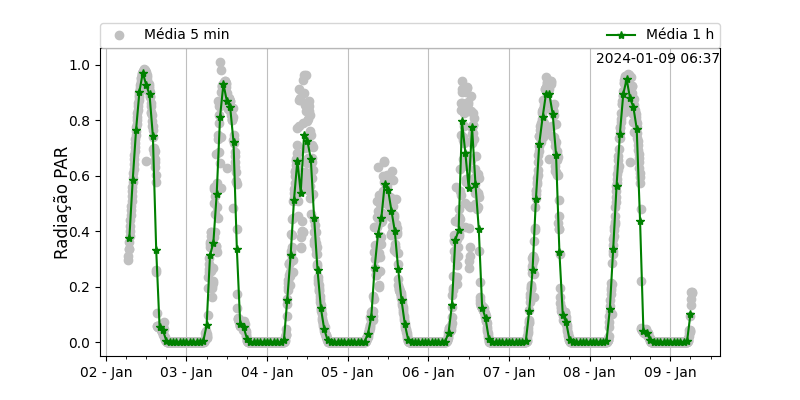 Média 5 min
Média 1 h
2024-01-09 06:37
Radiação PAR
1.0
0.8
0.6
0.4
0.2
0.0
02 - Jan
03 - Jan
04 - Jan
05 - Jan
06 - Jan
07 - Jan
08 - Jan
09 - Jan